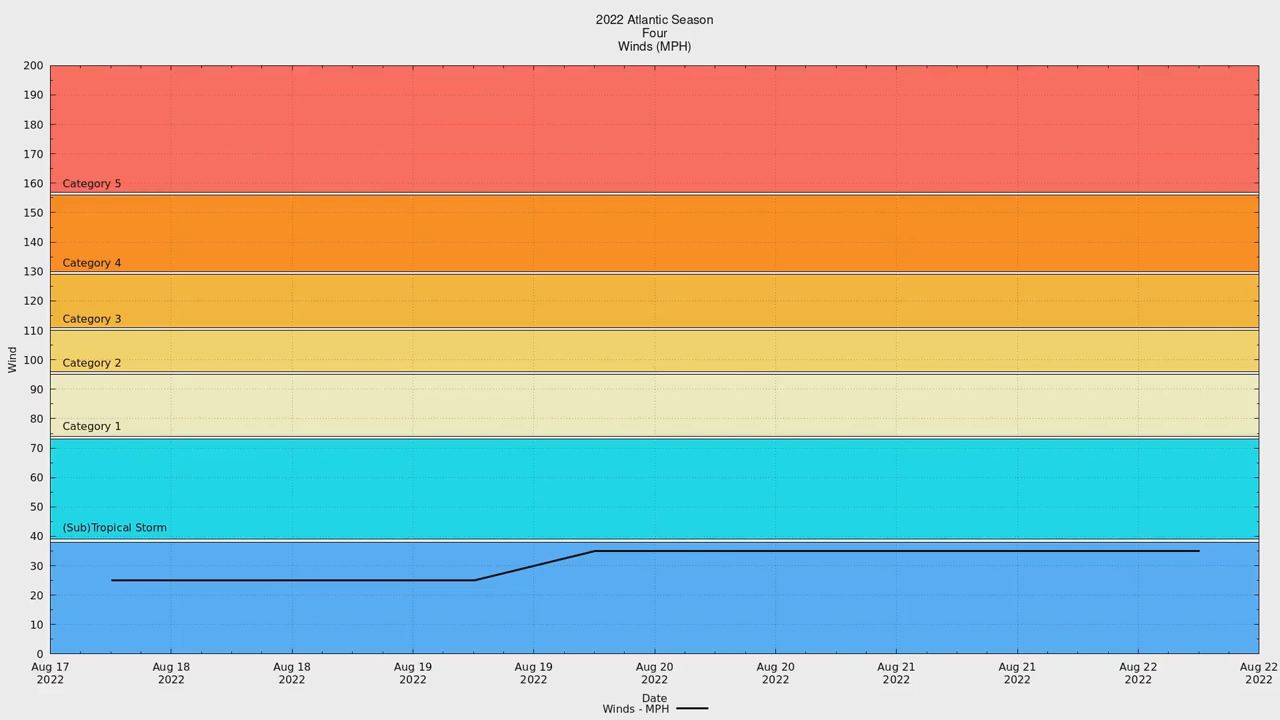 2022 Atlantic Season
Four
Winds (MPH)
200
190
180
170
160
150
140
130
120
110
100
90
80
70
60
50
40
30
20
10
0
Wind
Category 5
Category 4
Category 3
Category 2
Category 1
(Sub)Tropical Storm
Aug 17 Aug 18 Aug 18 Aug 19 Aug 19 Aug 20 Aug 20 Aug 21 Aug 21 Aug 22 Aug 22
2022 2022 2022 2022 2022 2022 2022 2022 2022 2022 2022
Date
Winds - MPH